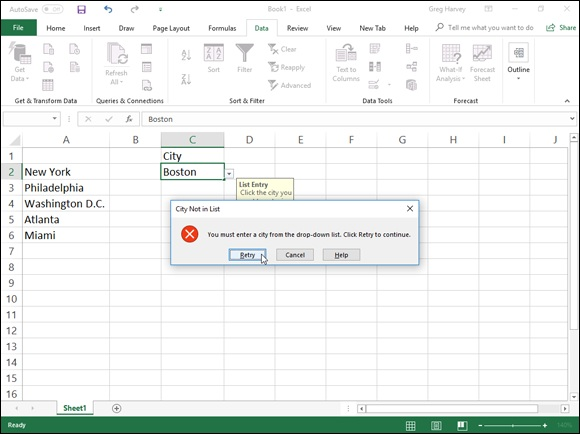 AutoSave Off Book1 - Excel Greg Harvey
File Home Insert Draw Page Layout Formulas Data Review View New Tab Help Tell me what you want to do Share
Get Data
Refresh All
Sort
Filter
Clear
Reapply
Advanced
Text to Columns
What-If Analysis
Forecast Sheet
Outline
Get & Transform Data Queries & Connections Sort & Filter Data Tools Forecast
fx Boston
A B C D E F G H I J
1 City
2 New York Boston
3 Philadelphia
4 Washington D.C.
5 Atlanta
6 Miami
7
8
9
10
11
12
13
14
15
16
List Entry
Click the city you
City Not in List
You must enter a city from the drop-down list. Click Retry to continue.
Retry Cancel Help
Sheet1
Ready 140%